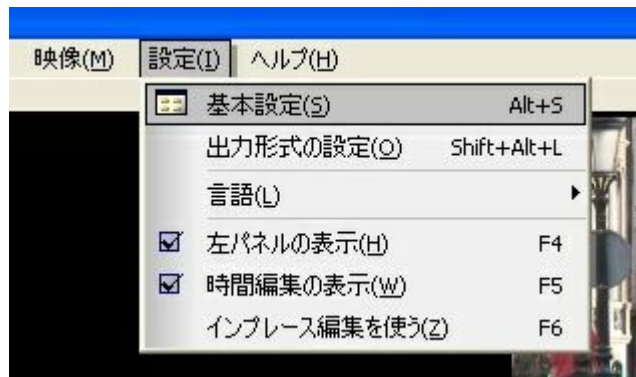 映像(M) 設定(I) ヘルプ(H)
基本設定(S) Alt+S
出力形式の設定(O) Shift+Alt+L
言語(L)
左パネルの表示(H) F4
時間編集の表示(W) F5
インプレース編集を使う(Z) F6